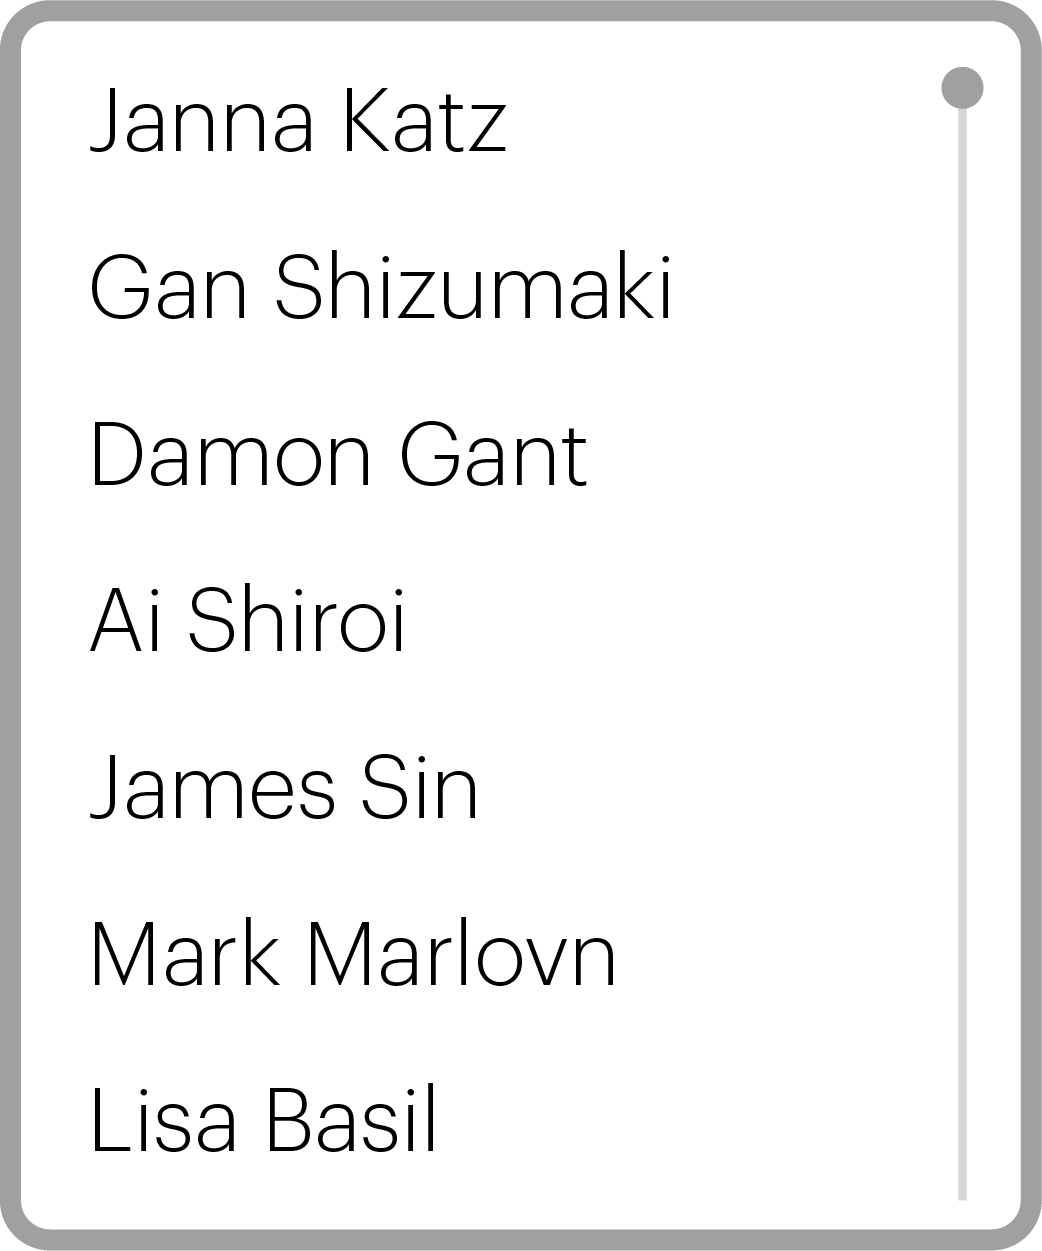 Janna Katz
Gan Shizumaki
Damon Gant
Ai Shiroi
James Sin
Mark Marlovn
Lisa Basil